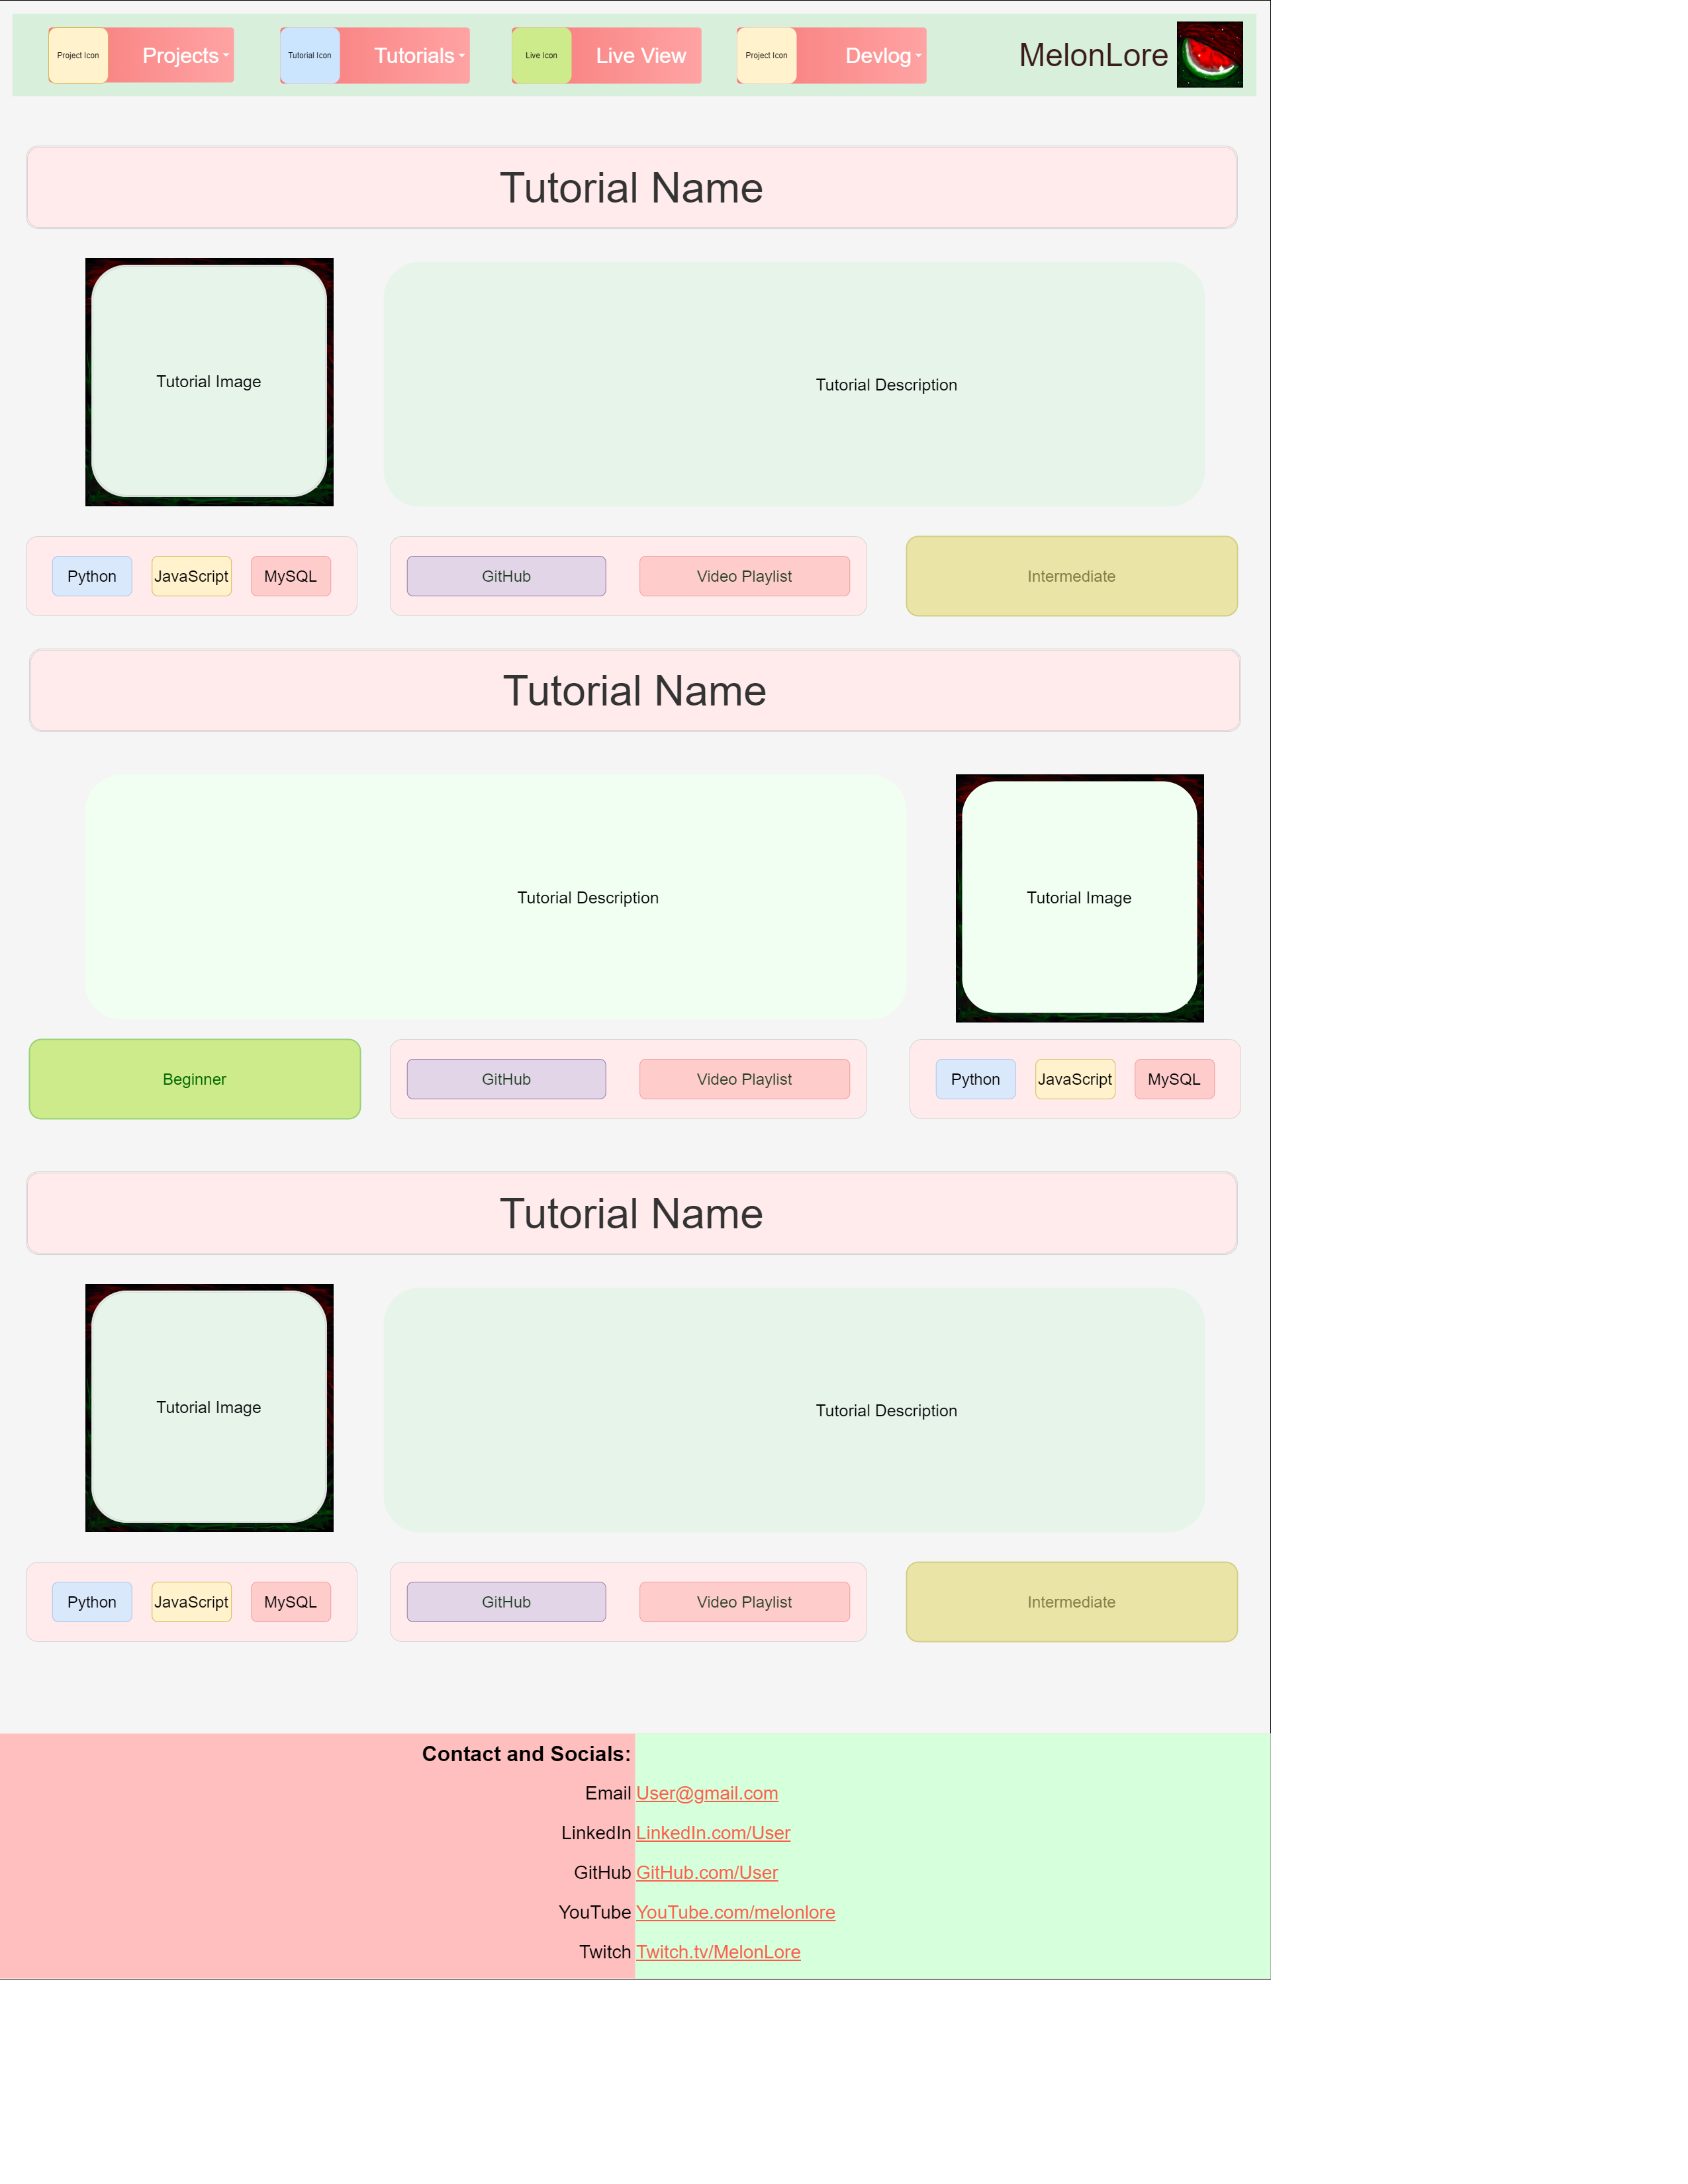 Project Icon Projects
Tutorial Icon Tutorials
Live Icon Live View
Project Icon Devlog
MelonLore
Tutorial Name
Tutorial Image
Tutorial Description
Python JavaScript MySQL
GitHub Video Playlist
Intermediate
Tutorial Name
Tutorial Description
Tutorial Image
Beginner
GitHub Video Playlist
Python JavaScript MySQL
Tutorial Name
Tutorial Image
Tutorial Description
Python JavaScript MySQL
GitHub Video Playlist
Intermediate
Contact and Socials:
Email User@gmail.com
LinkedIn LinkedIn.com/User
GitHub GitHub.com/User
YouTube YouTube.com/melonlore
Twitch Twitch.tv/MelonLore